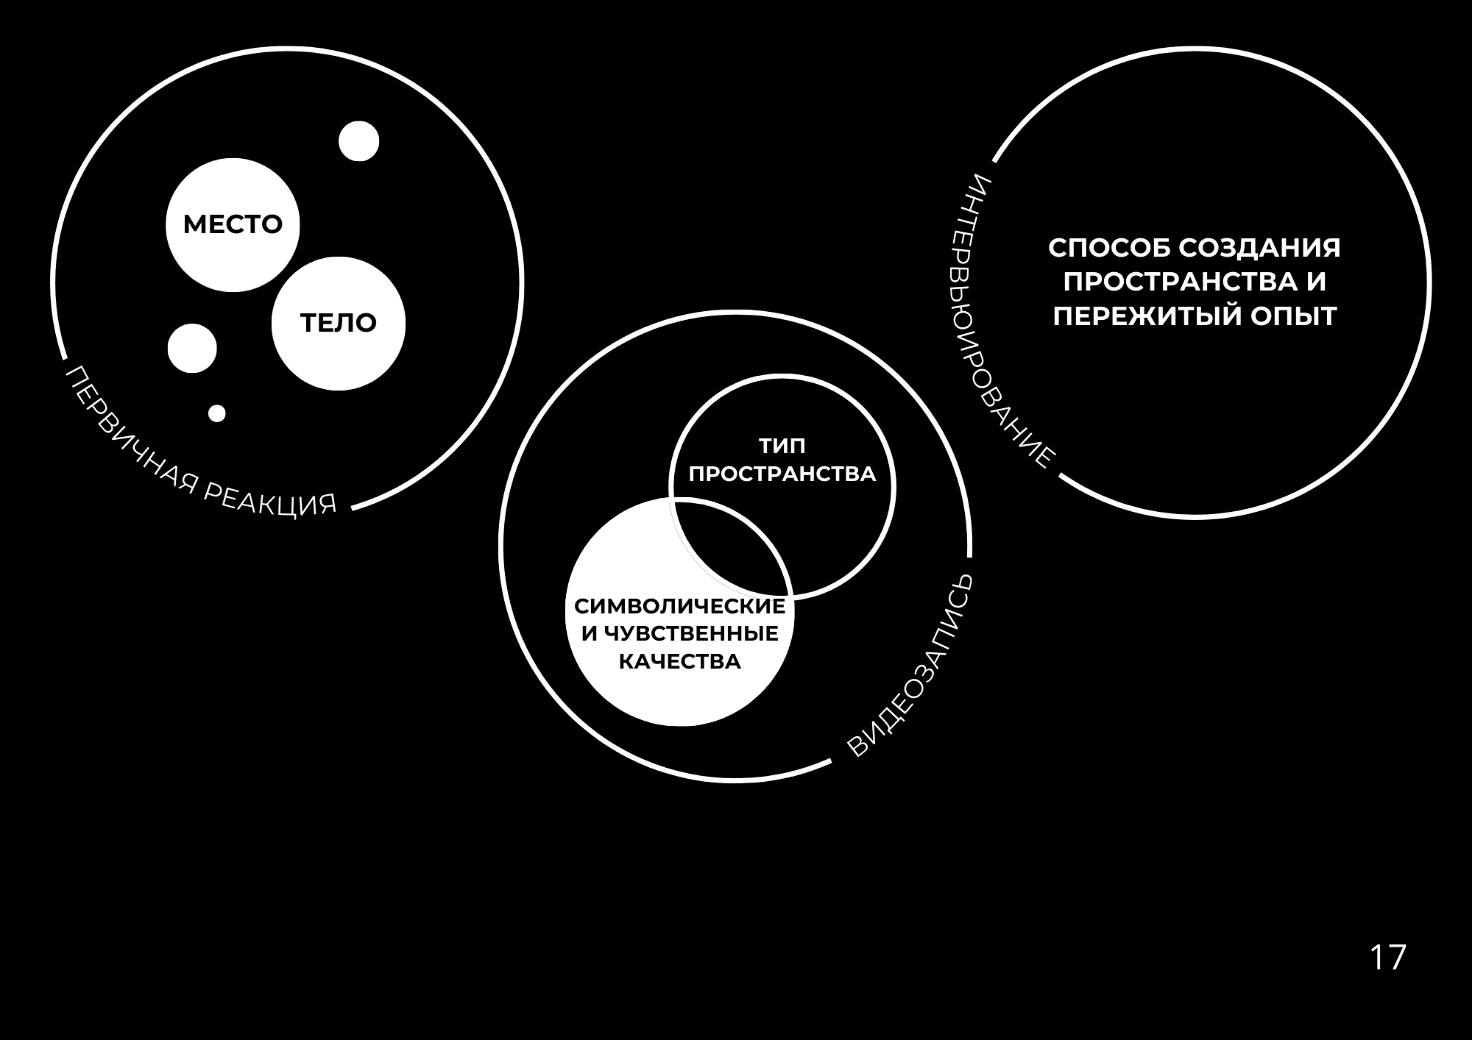 МЕСТО
ТЕЛО
ПЕРВИЧНАЯ РЕАКЦИЯ
ТИП
ПРОСТРАНСТВА
СИМВОЛИЧЕСКИЕ
И ЧУВСТВЕННЫЕ
КАЧЕСТВА
ВИДЕОЗАПИСЬ
ИНТЕРВЬЮИРОВАНИЕ
СПОСОБ СОЗДАНИЯ
ПРОСТРАНСТВА И
ПЕРЕЖИТЫЙ ОПЫТ
17